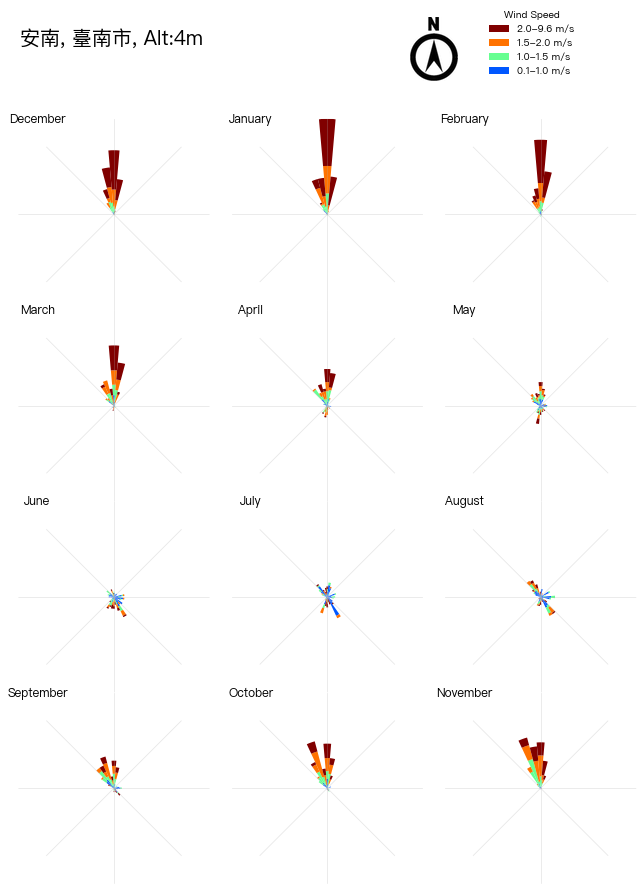 安南, 臺南市, Alt:4m
N
Wind Speed
2.0–9.6 m/s
1.5–2.0 m/s
1.0–1.5 m/s
0.1–1.0 m/s
December
January
February
March
April
May
June
July
August
September
October
November